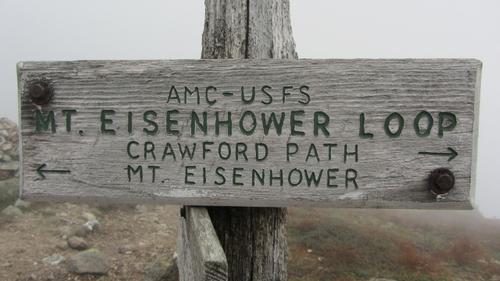 AMC-USFS
MT. EISENHOWER LOOP
CRAWFORD PATH →
← MT. EISENHOWER